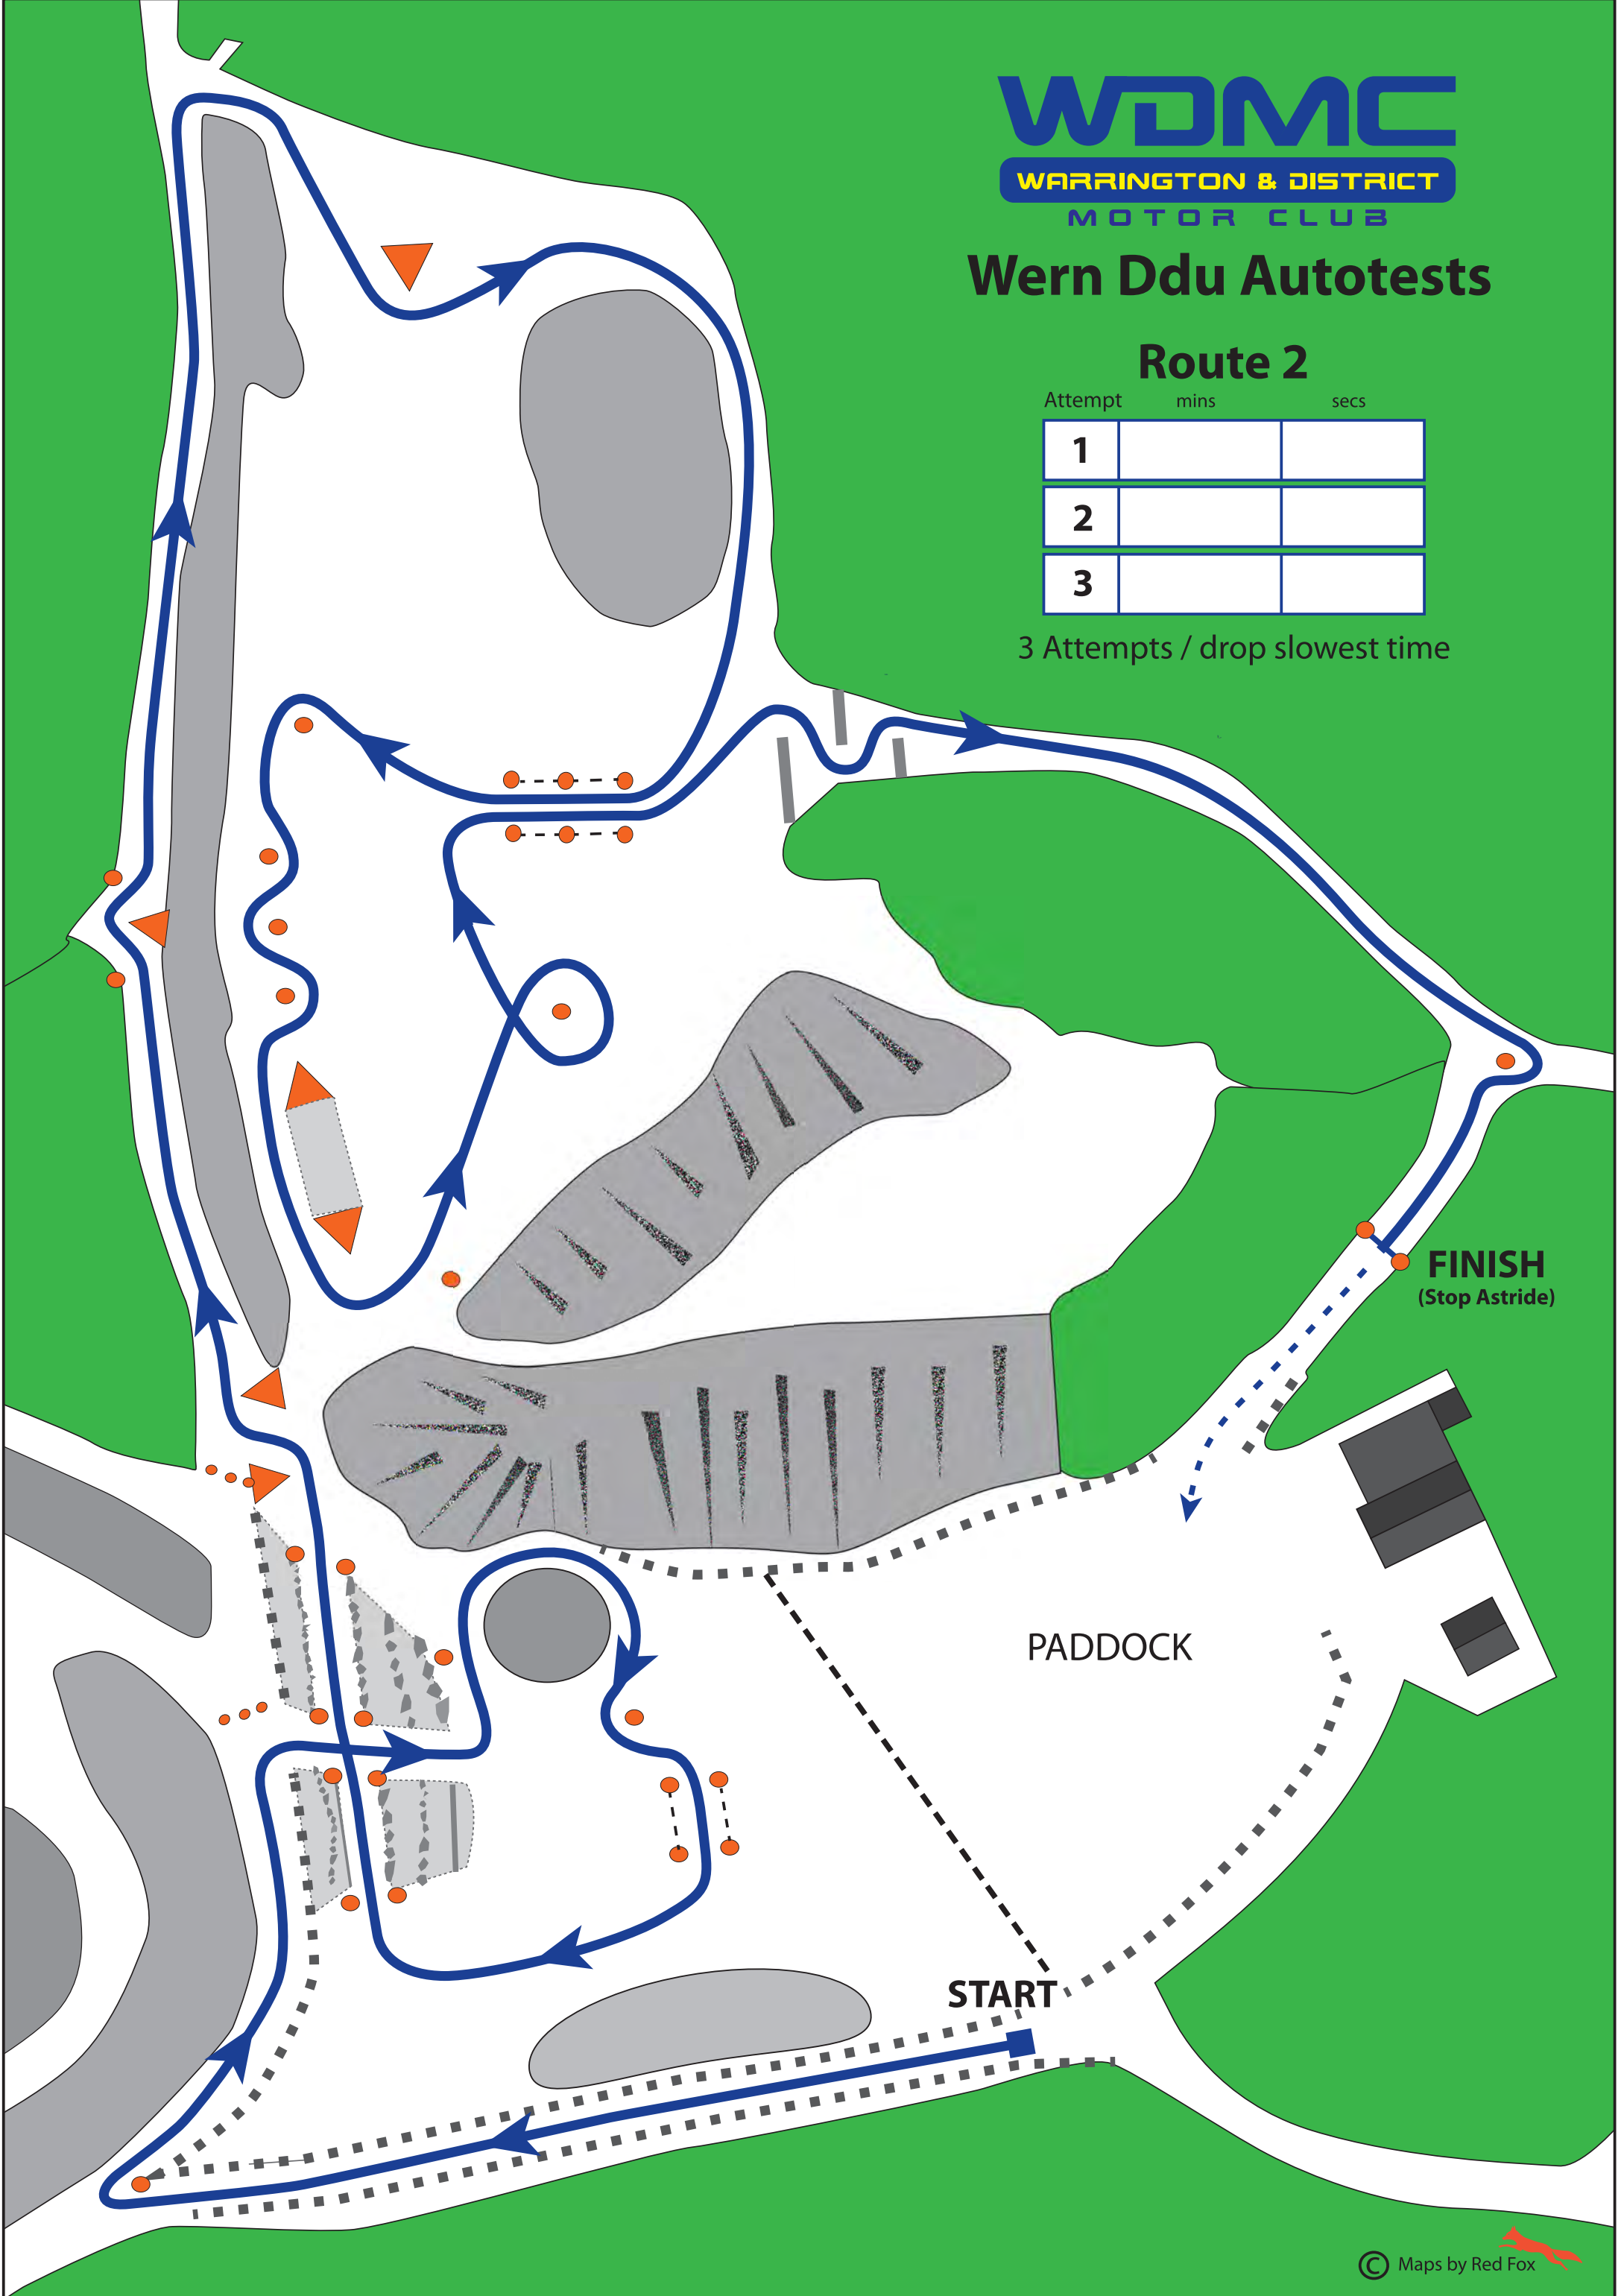 WDMC
WARRINGTON & DISTRICT
MOTOR CLUB
Wern Ddu Autotests
Route 2
Attempt mins secs
1
2
3
3 Attempts / drop slowest time
FINISH
(Stop Astride)
PADDOCK
START
© Maps by Red Fox